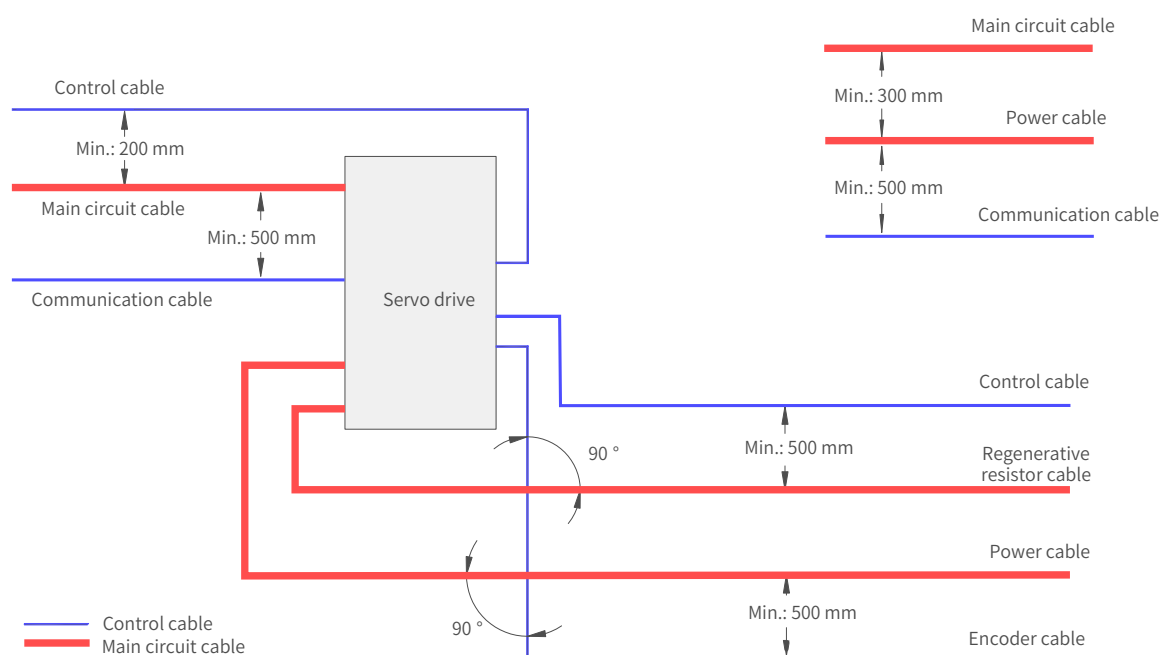 Main circuit cable
Control cable
Min.: 300 mm
Power cable
Min.: 200 mm
Min.: 500 mm
Main circuit cable
Communication cable
Min.: 500 mm
Communication cable
Servo drive
Control cable
Min.: 500 mm
90 °
Regenerative
resistor cable
Power cable
Min.: 500 mm
90 °
Control cable
Encoder cable
Main circuit cable